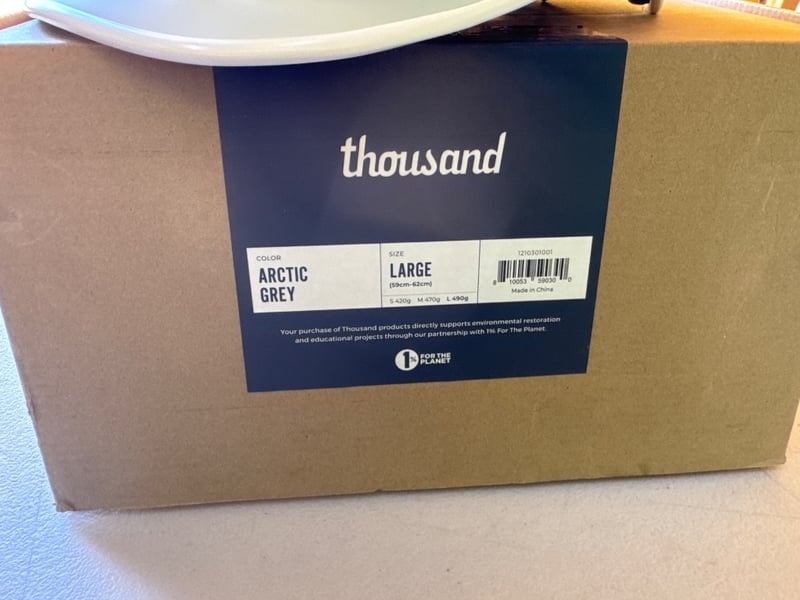 thousand
COLOR
ARCTIC
GREY
SIZE
LARGE
(59cm-62cm)
S 420g M 470g L 490g
1210301001
8 10053 59030 0
Made in China
Your purchase of Thousand products directly supports environmental restoration
and educational projects through our partnership with 1% For The Planet.
1% FOR THE
PLANET